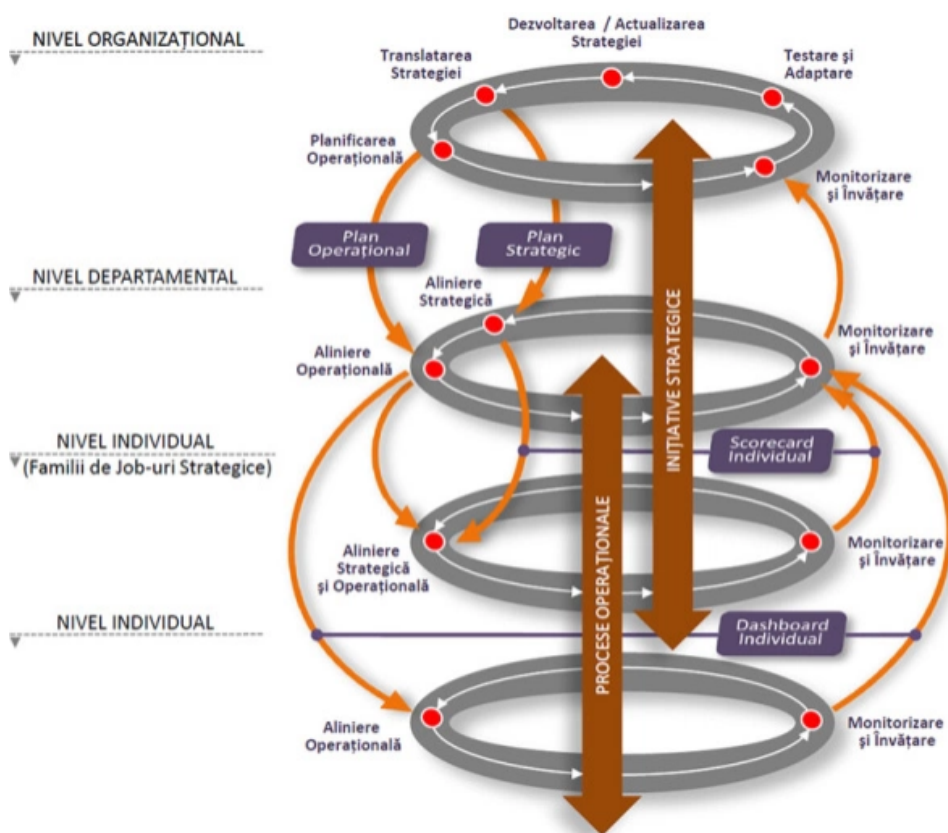 NIVEL ORGANIZAȚIONAL
Dezvoltarea / Actualizarea
Strategiei
Translatarea
Strategiei
Testare și
Adaptare
Planificarea
Operațională
Monitorizare
și Învățare
Plan
Operațional
Plan
Strategic
NIVEL DEPARTAMENTAL
Aliniere
Strategică
Aliniere
Operațională
Monitorizare
și Învățare
INIȚIATIVE STRATEGICE
NIVEL INDIVIDUAL
(Familii de Job-uri Strategice)
Scorecard
Individual
Aliniere
Strategică
și Operațională
Monitorizare
și Învățare
PROCESE OPERAȚIONALE
NIVEL INDIVIDUAL
Dashboard
Individual
Aliniere
Operațională
Monitorizare
și Învățare